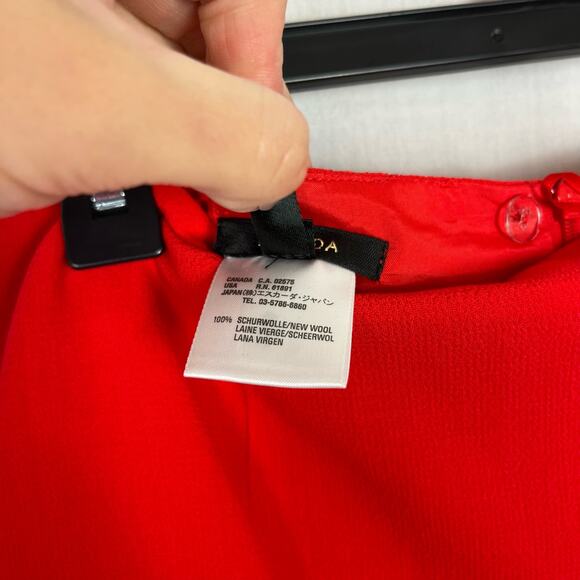 DA
CANADA C.A. 02575
USA R.N. 61891
JAPAN(株)エスカーダ・ジャパン
TEL. 03-5786-6860
100% SCHURWOLLE/NEW WOOL
LAINE VIERGE/SCHEERWOL
LANA VIRGEN